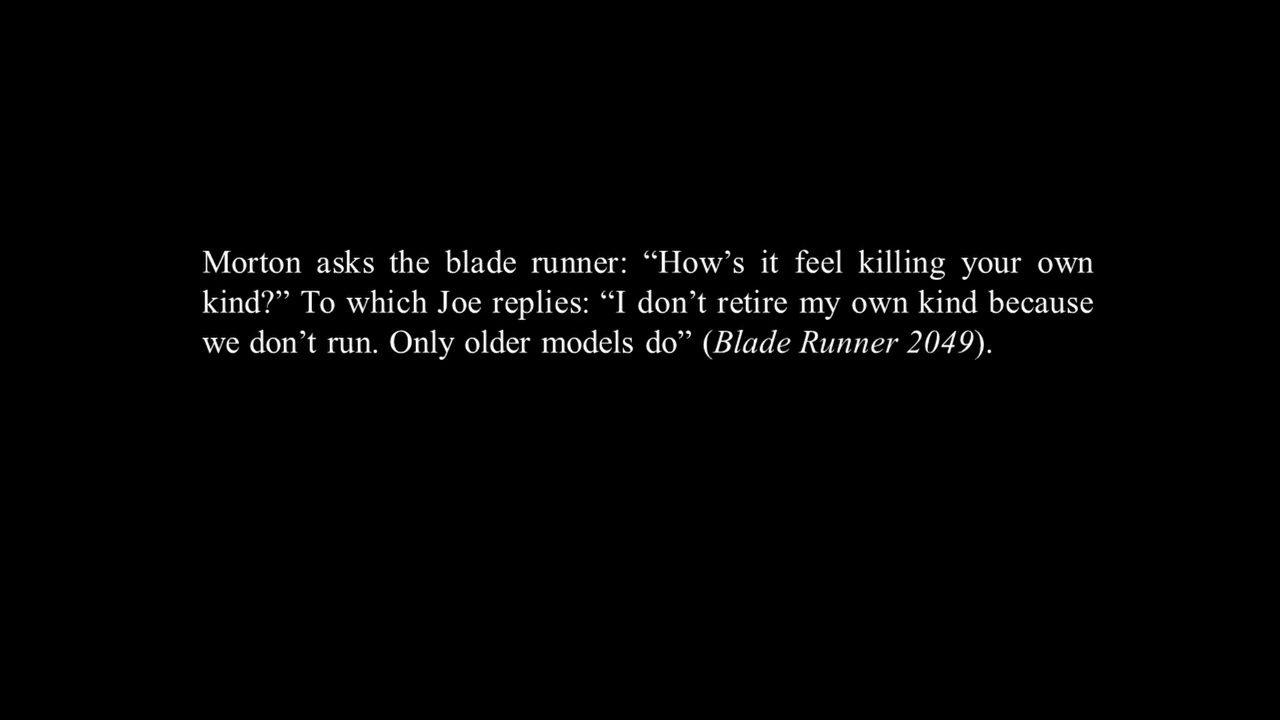 Morton asks the blade runner: “How’s it feel killing your own
kind?” To which Joe replies: “I don’t retire my own kind because
we don’t run. Only older models do” (Blade Runner 2049).